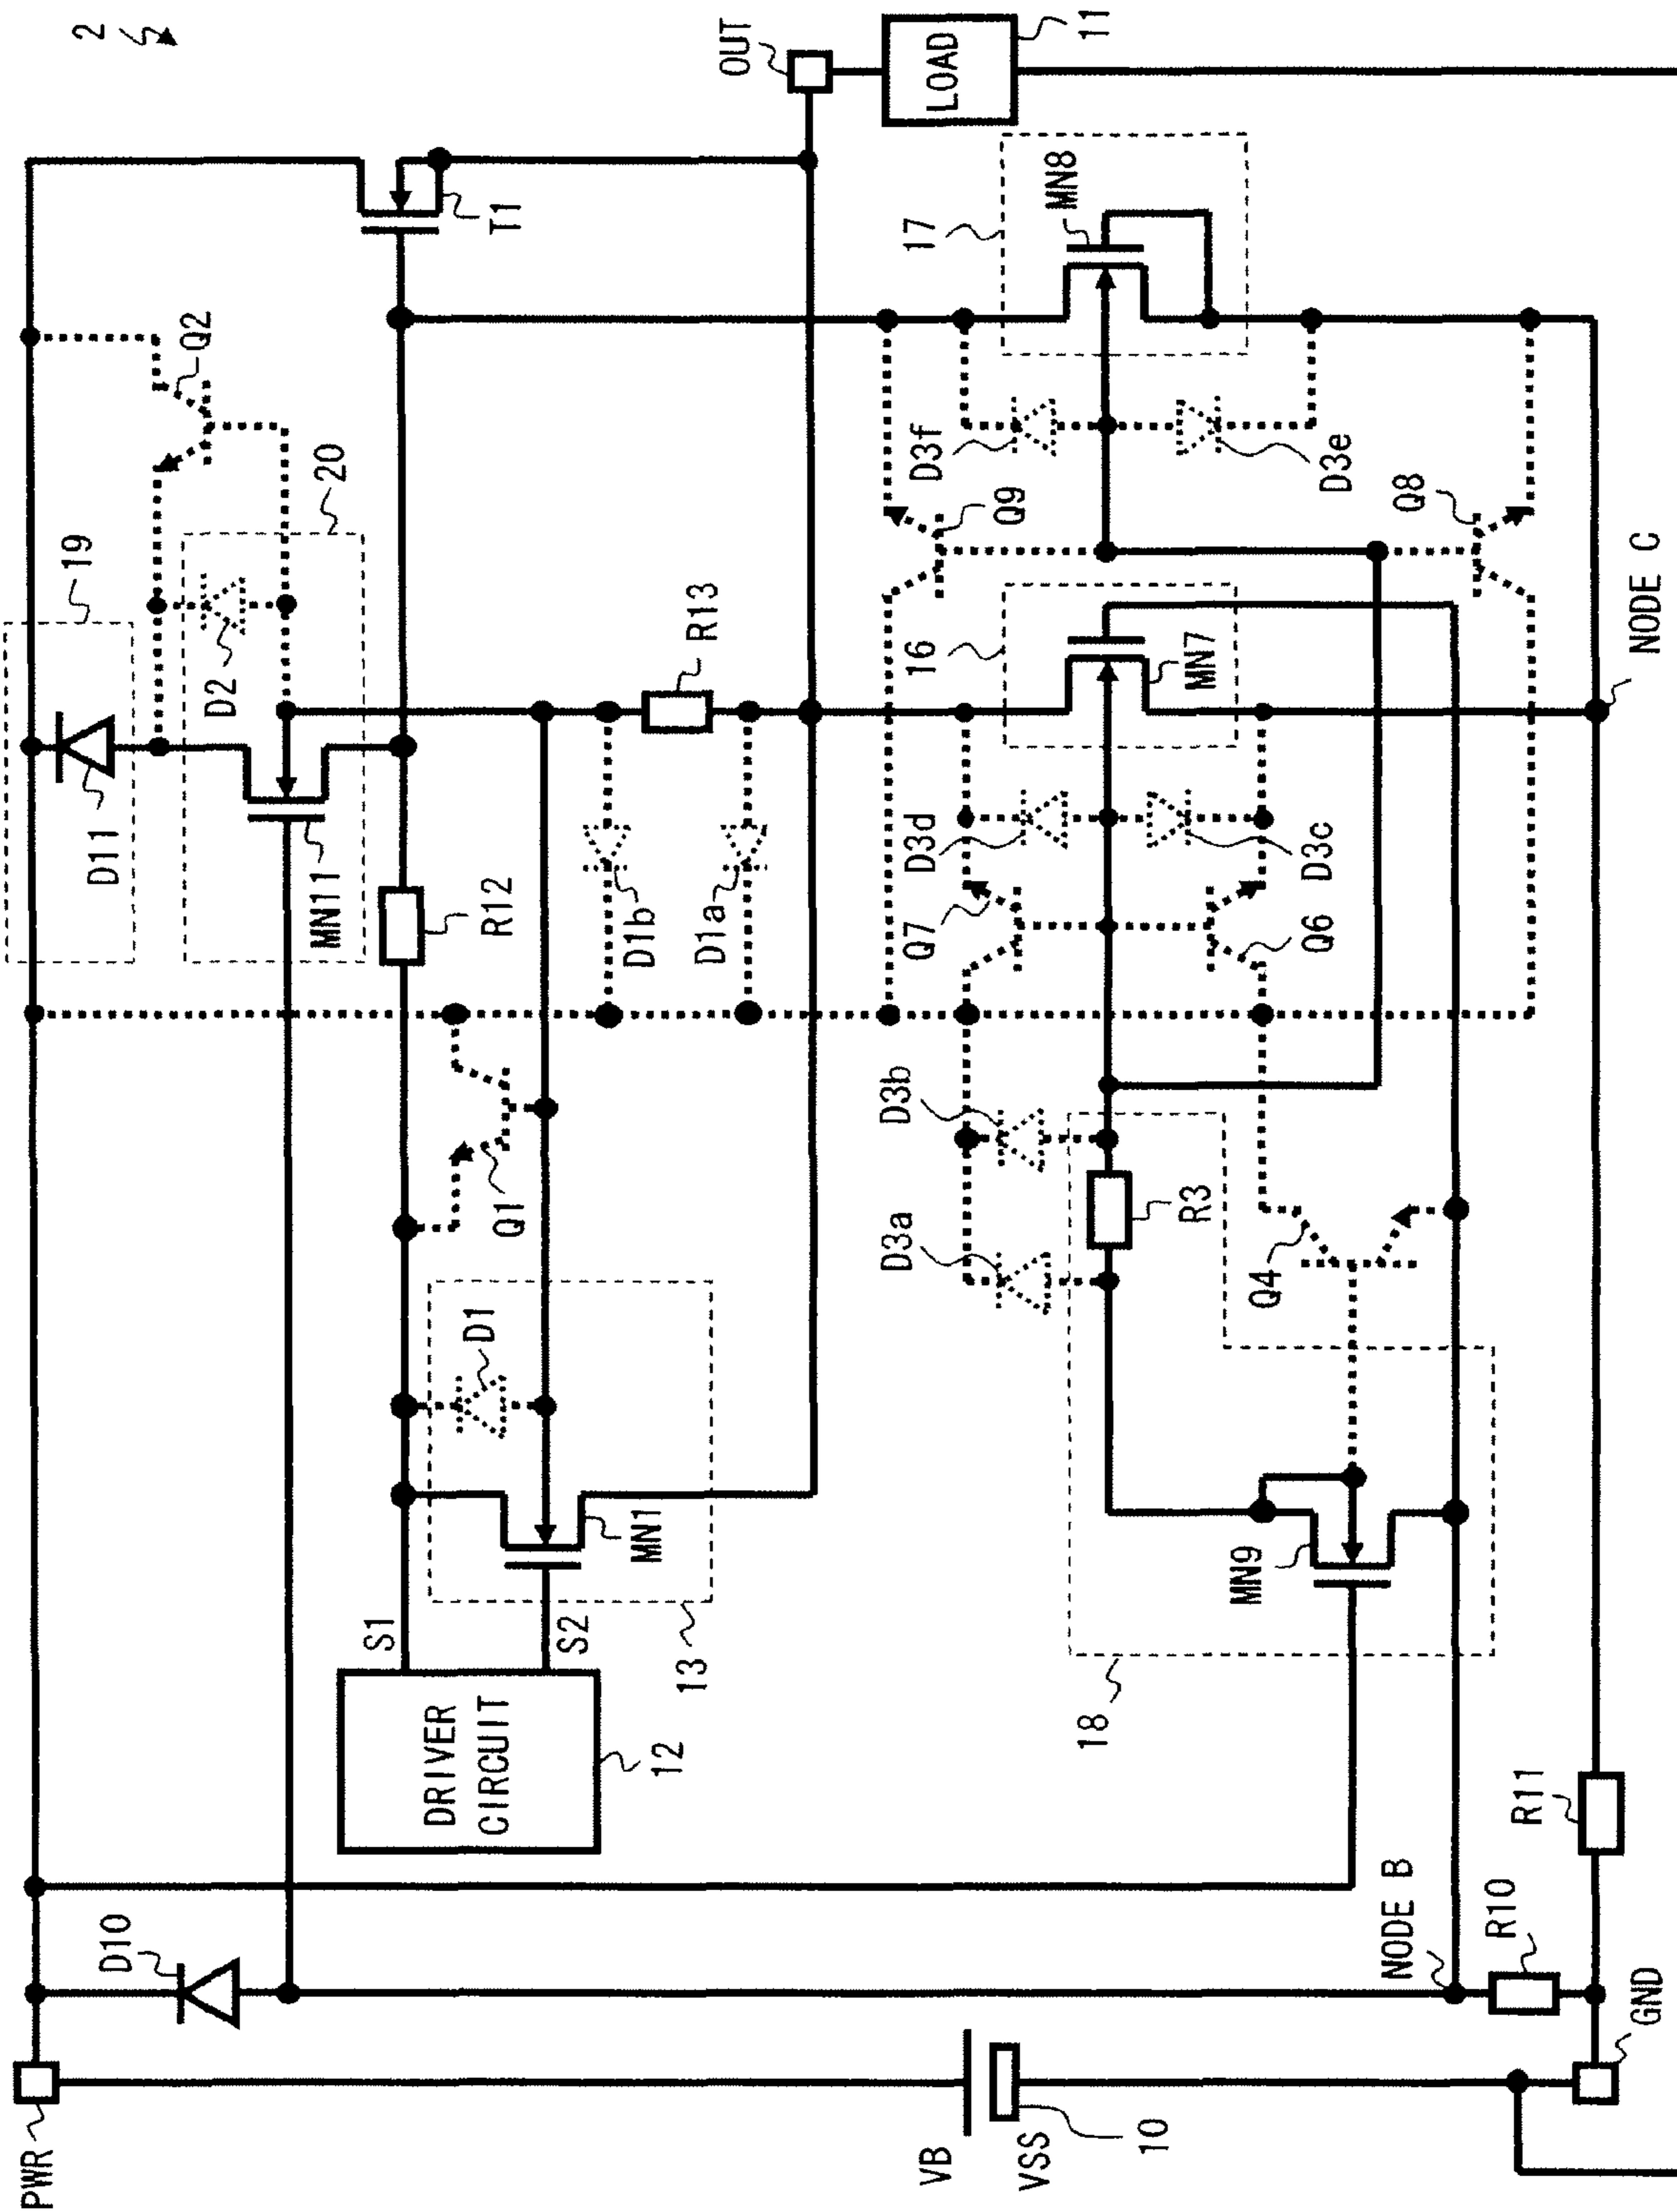 2
PWR
D10
19
D11
D2
20
Q2
MN11
R12
T1
OUT
LOAD
11
S1
S2
DRIVER
CIRCUIT
12
13
MN1
D1
Q1
D1b
D1a
R13
VB
VSS
10
18
MN9
D3a
D3b
R3
Q4
Q7
D3d
Q6
D3c
16
MN7
Q9
D3f
D3e
Q8
17
MN8
NODE B
R10
GND
R11
NODE C